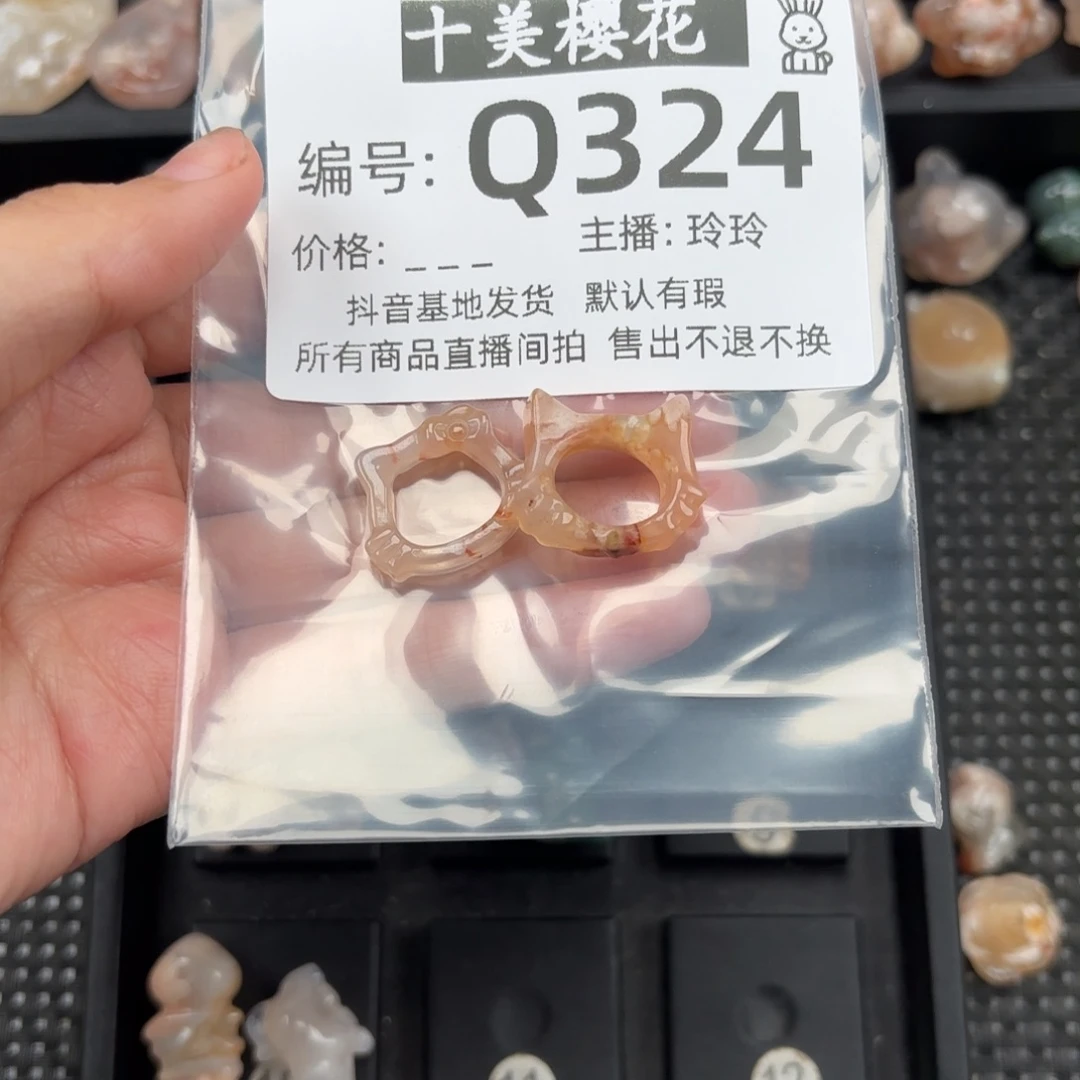 十美樱花
编号: Q324
价格: _ _ _ 主播: 玲玲
抖音基地发货 默认有瑕
所有商品直播间拍 售出不退不换